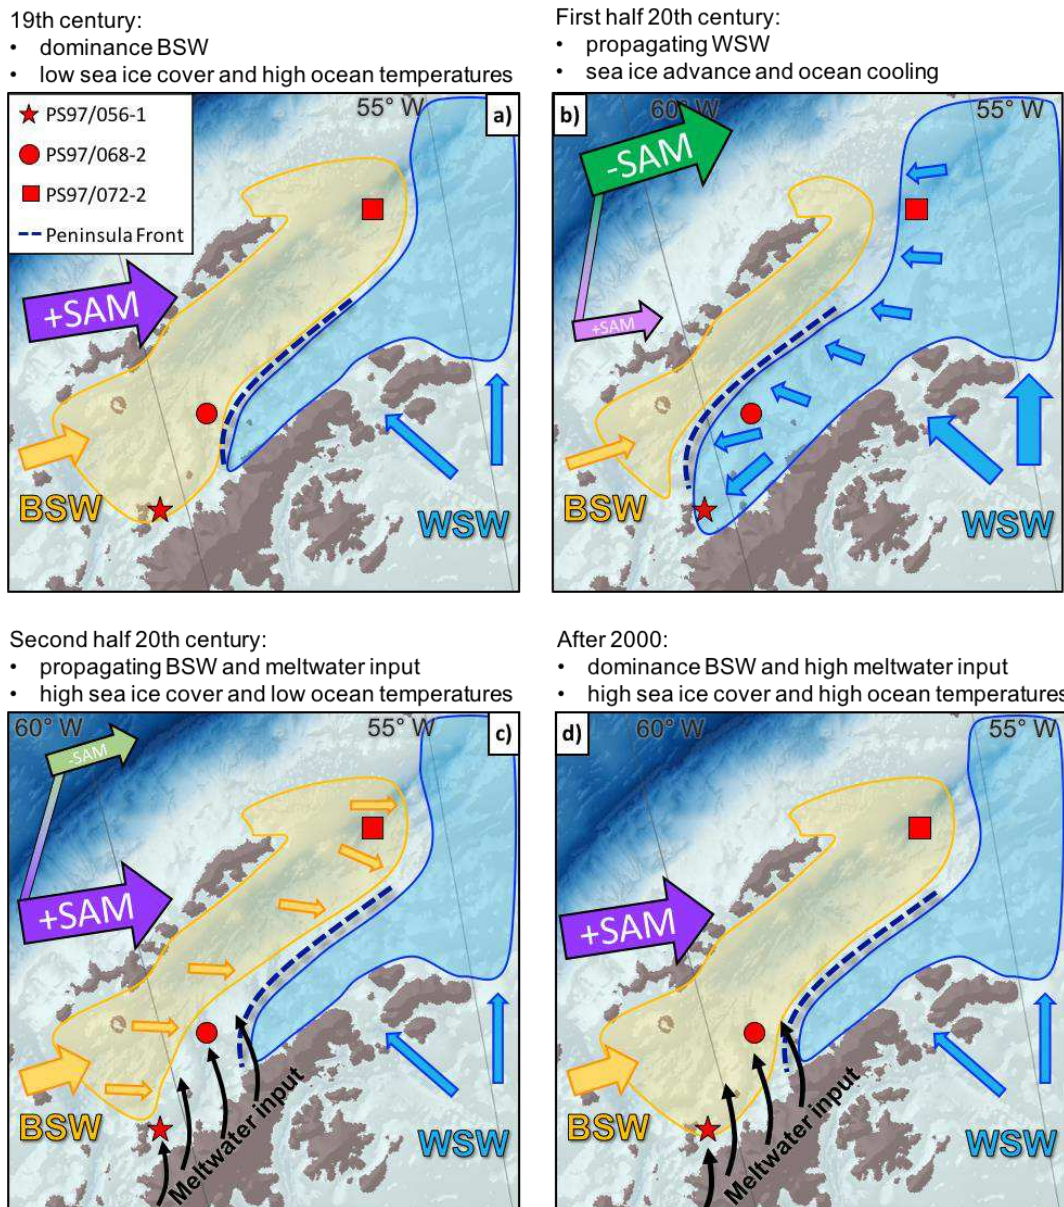 19th century:
• dominance BSW
• low sea ice cover and high ocean temperatures
55° W
a)
PS97/056-1
PS97/068-2
PS97/072-2
Peninsula Front
+SAM
BSW
WSW
First half 20th century:
• propagating WSW
• sea ice advance and ocean cooling
b)
60° W
55° W
-SAM
+SAM
BSW
WSW
Second half 20th century:
• propagating BSW and meltwater input
• high sea ice cover and low ocean temperatures
60° W
55° W
c)
-SAM
+SAM
BSW
Meltwater input
WSW
After 2000:
• dominance BSW and high meltwater input
• high sea ice cover and high ocean temperatures
d)
60° W
55° W
+SAM
BSW
Meltwater input
WSW